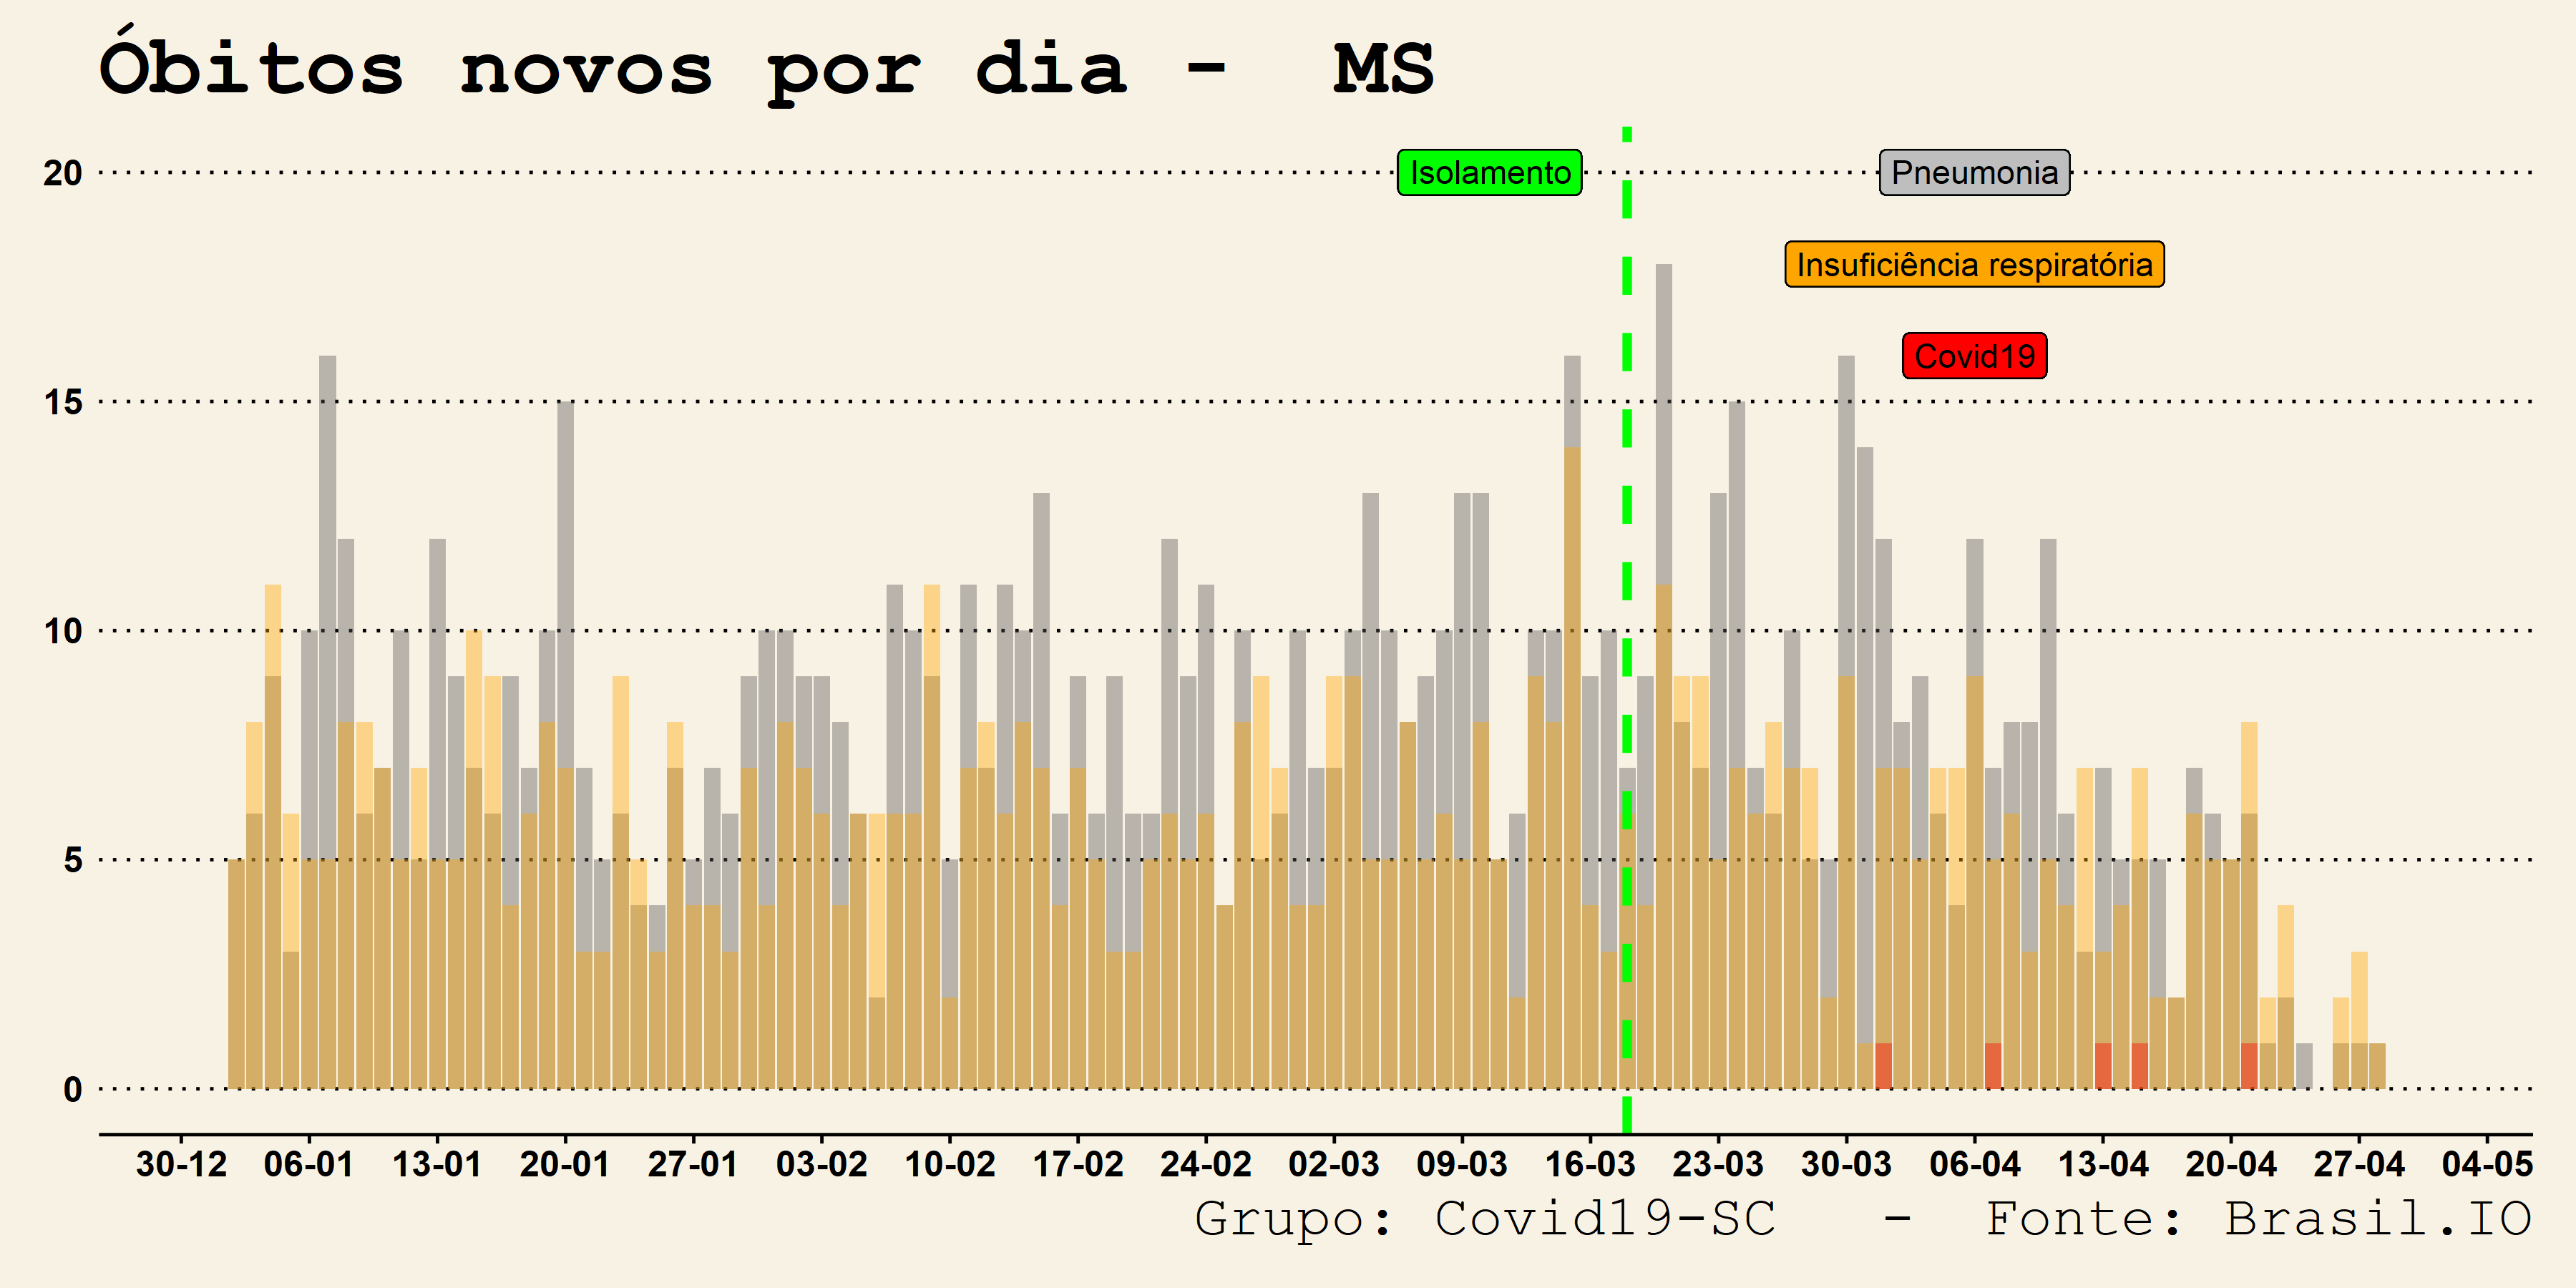 Óbitos novos por dia - MS
20
Isolamento
Pneumonia
Insuficiência respiratória
Covid19
15
10
5
0
30-12 06-01 13-01 20-01 27-01 03-02 10-02 17-02 24-02 02-03 09-03 16-03 23-03 30-03 06-04 13-04 20-04 27-04 04-05
Grupo: Covid19-SC - Fonte: Brasil.IO